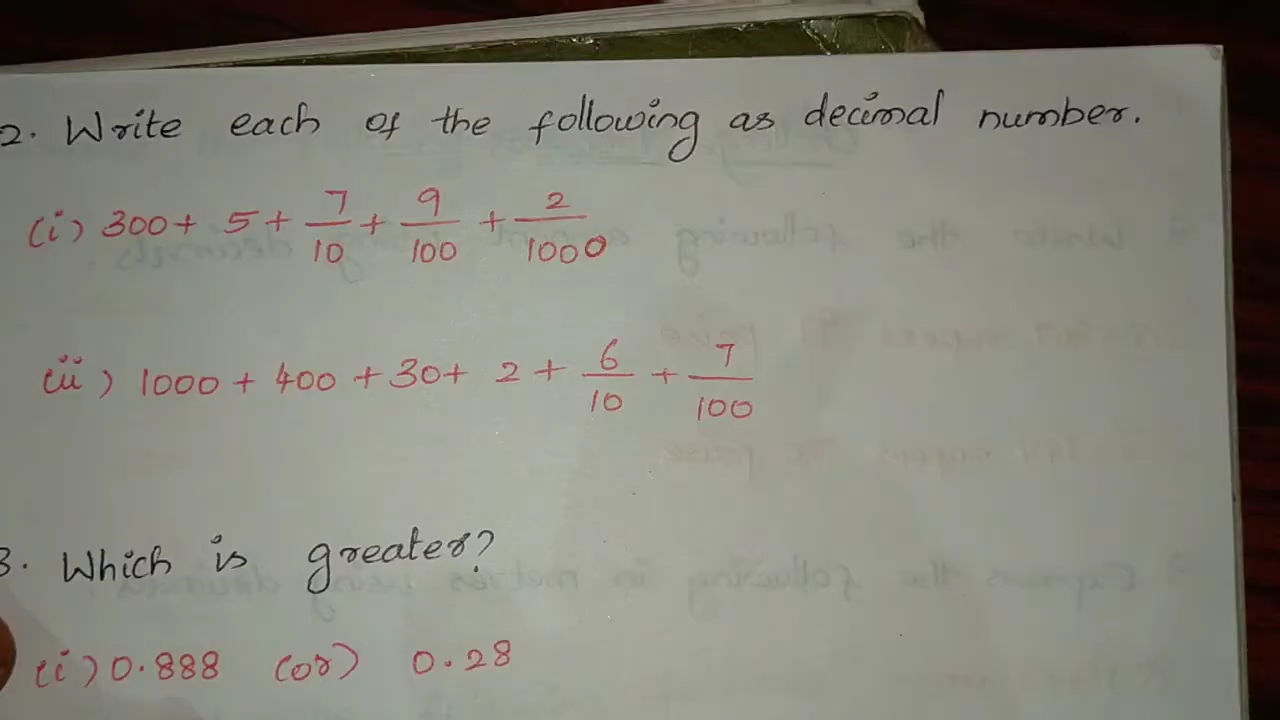 2. Write each of the following as decimal number.
(i) 300 + 5 + 7/10 + 9/100 + 2/1000
(ii) 1000 + 400 + 30 + 2 + 6/10 + 7/100
3. Which is greater?
(i) 0.888 (or) 0.28